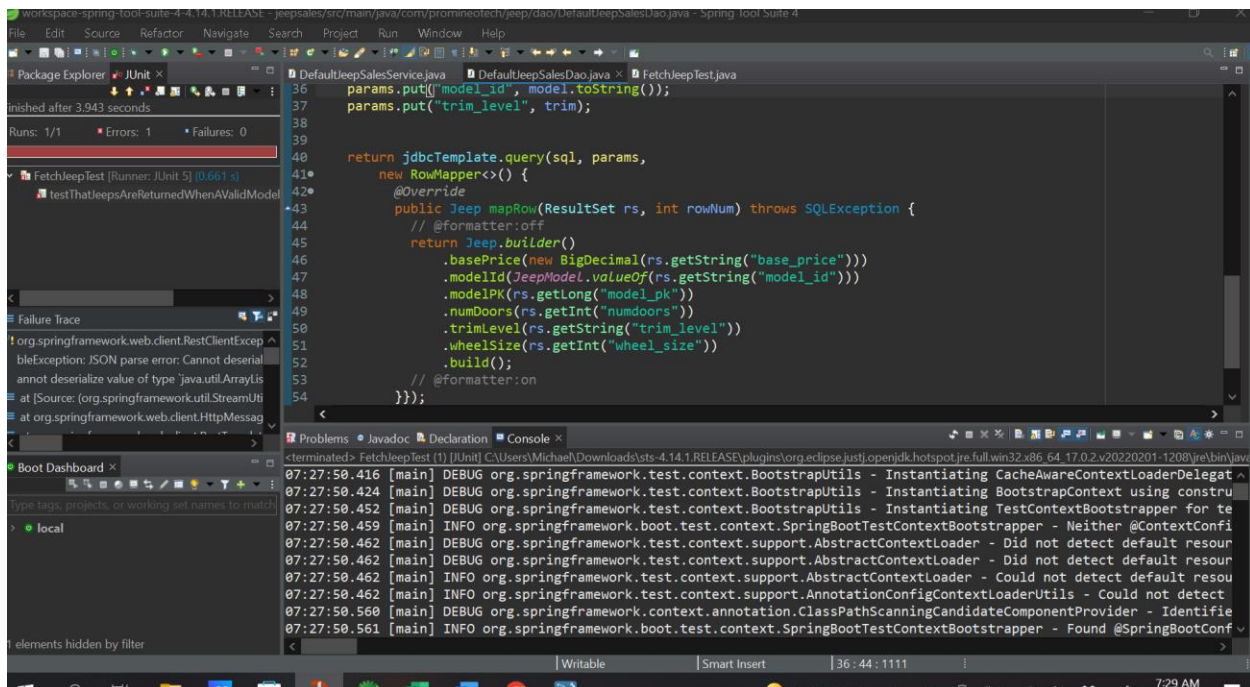 workspace-spring-tool-suite-4-4.14.1.RELEASE - jeepsales/src/main/java/com/promineotech/jeep/dao/DefaultJeepSalesDao.java - Spring Tool Suite 4
File Edit Source Refactor Navigate Search Project Run Window Help
Package Explorer JUnit
inished after 3.943 seconds
Runs: 1/1 Errors: 1 Failures: 0
FetchJeepTest [Runner: JUnit 5] (0.661 s)
testThatJeepsAreReturnedWhenAValidModel
Failure Trace
org.springframework.web.client.RestClientExcep
bleException: JSON parse error: Cannot deserial
annot deserialize value of type `java.util.ArrayLis
at [Source: (org.springframework.util.StreamUti
at org.springframework.web.client.HttpMessag
Boot Dashboard
Type tags, projects, or working set names to match
local
1 elements hidden by filter
DefaultJeepSalesService.java DefaultJeepSalesDao.java FetchJeepTest.java
36 params.put("model_id", model.toString());
37 params.put("trim_level", trim);
38
39
40 return jdbcTemplate.query(sql, params,
41 new RowMapper<>() {
42 @Override
43 public Jeep mapRow(ResultSet rs, int rowNum) throws SQLException {
44 // @formatter:off
45 return Jeep.builder()
46 .basePrice(new BigDecimal(rs.getString("base_price")))
47 .modelId(JeepModel.valueOf(rs.getString("model_id")))
48 .modelPK(rs.getLong("model_pk"))
49 .numDoors(rs.getInt("numdoors"))
50 .trimLevel(rs.getString("trim_level"))
51 .wheelSize(rs.getInt("wheel_size"))
52 .build();
53 // @formatter:on
54 }});
Problems Javadoc Declaration Console
<terminated> FetchJeepTest (1) [JUnit] C:\Users\Michael\Downloads\sts-4.14.1.RELEASE\plugins\org.eclipse.justj.openjdk.hotspot.jre.full.win32.x86_64_17.0.2.v20220201-1208\jre\bin\java
07:27:50.416 [main] DEBUG org.springframework.test.context.BootstrapUtils - Instantiating CacheAwareContextLoaderDelegat
07:27:50.424 [main] DEBUG org.springframework.test.context.BootstrapUtils - Instantiating BootstrapContext using constru
07:27:50.452 [main] DEBUG org.springframework.test.context.BootstrapUtils - Instantiating TestContextBootstrapper for te
07:27:50.459 [main] INFO org.springframework.boot.test.context.SpringBootTestContextBootstrapper - Neither @ContextConfi
07:27:50.462 [main] DEBUG org.springframework.test.context.support.AbstractContextLoader - Did not detect default resour
07:27:50.462 [main] DEBUG org.springframework.test.context.support.AbstractContextLoader - Did not detect default resour
07:27:50.462 [main] INFO org.springframework.test.context.support.AbstractContextLoader - Could not detect default resou
07:27:50.462 [main] INFO org.springframework.test.context.support.AnnotationConfigContextLoaderUtils - Could not detect
07:27:50.560 [main] DEBUG org.springframework.context.annotation.ClassPathScanningCandidateComponentProvider - Identifie
07:27:50.561 [main] INFO org.springframework.boot.test.context.SpringBootTestContextBootstrapper - Found @SpringBootConf
Writable Smart Insert 36 : 44 : 1111
7:29 AM